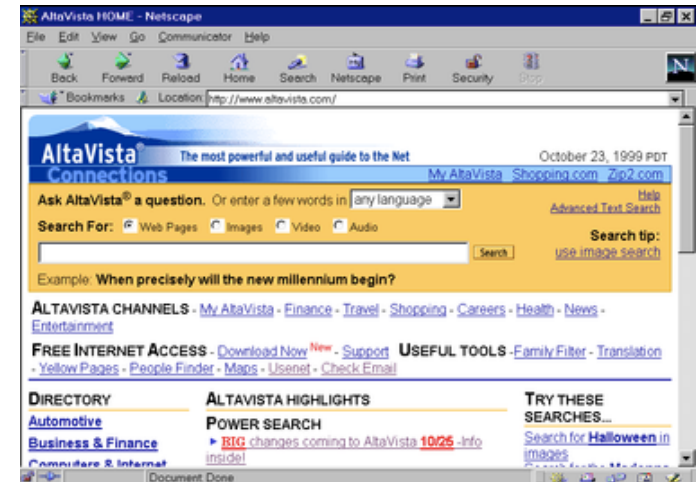 AltaVista HOME - Netscape
File Edit View Go Communicator Help
Back Forward Reload Home Search Netscape Print Security Stop
N
Bookmarks Location: http://www.altavista.com/
AltaVista® The most powerful and useful guide to the Net October 23, 1999 PDT
Connections My AltaVista Shopping.com Zip2.com
Ask AltaVista® a question. Or enter a few words in any language Help
Advanced Text Search
Search For: Web Pages Images Video Audio
Search tip:
Search use image search
Example: When precisely will the new millennium begin?
ALTAVISTA CHANNELS - My AltaVista - Finance - Travel - Shopping - Careers - Health - News -
Entertainment
FREE INTERNET ACCESS - Download Now New - Support USEFUL TOOLS - Family Filter - Translation
- Yellow Pages - People Finder - Maps - Usenet - Check Email
DIRECTORY ALTAVISTA HIGHLIGHTS TRY THESE
SEARCHES...
Automotive POWER SEARCH
Business & Finance BIG changes coming to AltaVista 10/25 -Info Search for Halloween in
inside! images
Computers & Internet Search for the Madonna
Document Done